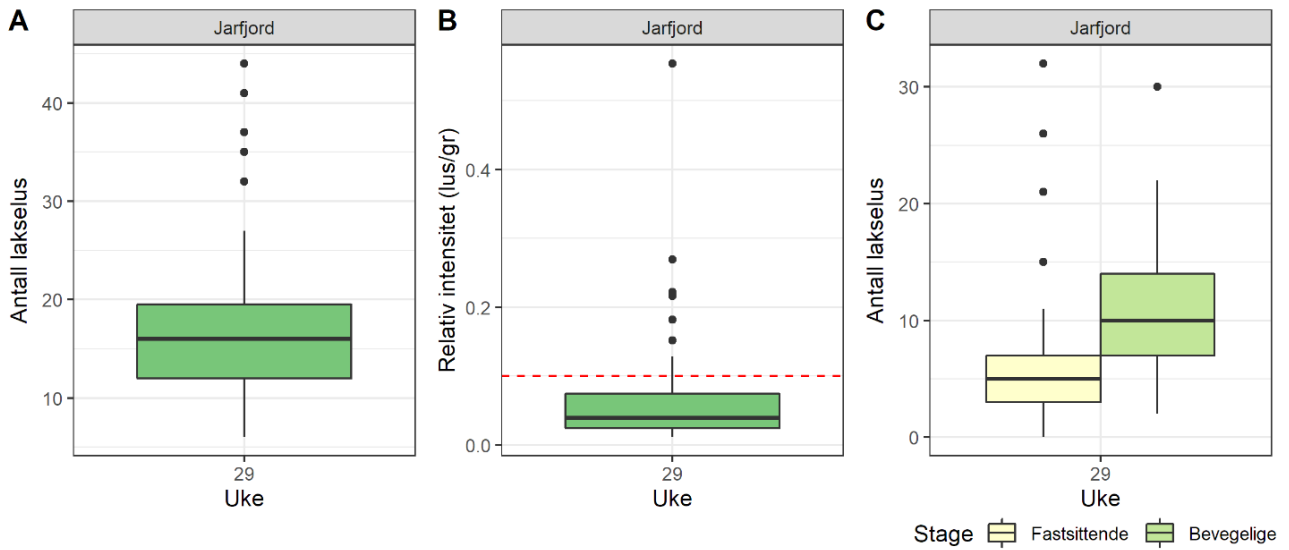 A
Jarfjord
Antall lakselus
40
30
20
10
29
Uke
B
Jarfjord
Relativ intensitet (lus/gr)
0.4
0.2
0.0
29
Uke
C
Jarfjord
Antall lakselus
30
20
10
0
29
Uke
Stage Fastsittende Bevegelige